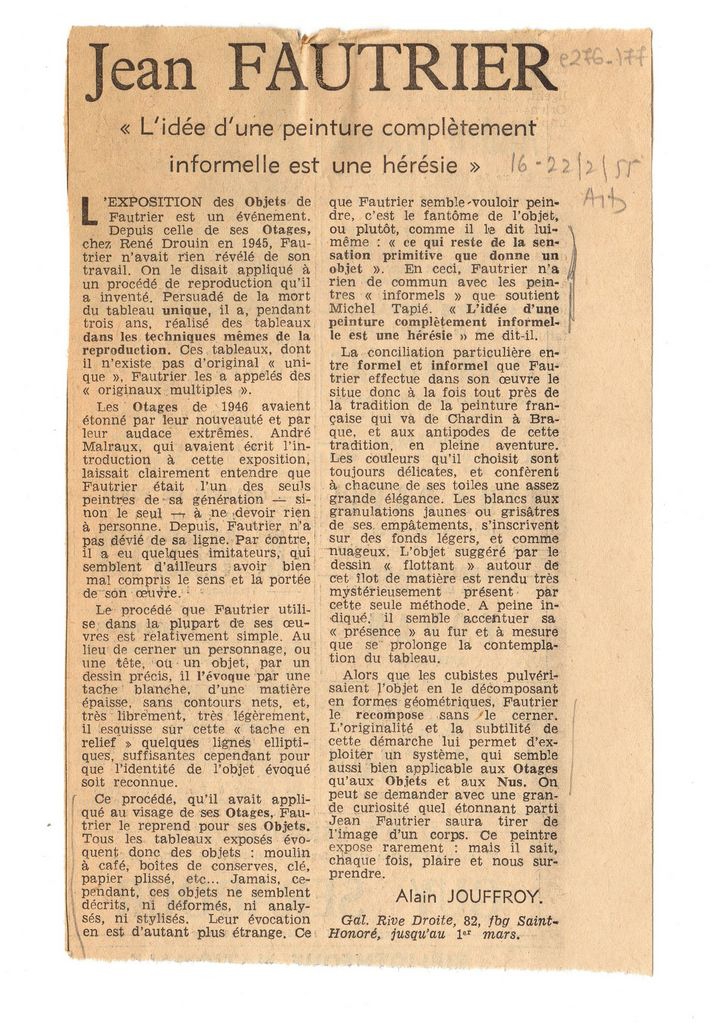 Jean FAUTRIER
e276-177
« L'idée d'une peinture complètement
informelle est une hérésie »
16-22/2/55
Arts
L'EXPOSITION des Objets de
Fautrier est un événement.
Depuis celle de ses Otages,
chez René Drouin en 1945, Fau-
trier n'avait rien révélé de son
travail. On le disait appliqué à
un procédé de reproduction qu'il
a inventé. Persuadé de la mort
du tableau unique, il a, pendant
trois ans, réalisé des tableaux
dans les techniques mêmes de la
reproduction. Ces tableaux, dont
il n'existe pas d'original « uni-
que », Fautrier les a appelés des
« originaux multiples ».
Les Otages de 1946 avaient
étonné par leur nouveauté et par
leur audace extrêmes. André
Malraux, qui avaient écrit l'in-
troduction à cette exposition,
laissait clairement entendre que
Fautrier était l'un des seuls
peintres de sa génération — si-
non le seul — à ne devoir rien
à personne. Depuis, Fautrier n'a
pas dévié de sa ligne. Par contre,
il a eu quelques imitateurs, qui
semblent d'ailleurs avoir bien
mal compris le sens et la portée
de son œuvre.
Le procédé que Fautrier utili-
se dans la plupart de ses œu-
vres est relativement simple. Au
lieu de cerner un personnage, ou
une tête, ou un objet, par un
dessin précis, il l'évoque par une
tache blanche, d'une matière
épaisse, sans contours nets, et,
très librement, très légèrement,
il esquisse sur cette « tache en
relief » quelques lignes ellipti-
ques, suffisantes cependant pour
que l'identité de l'objet évoqué
soit reconnue.
Ce procédé, qu'il avait appli-
qué au visage de ses Otages, Fau-
trier le reprend pour ses Objets.
Tous les tableaux exposés évo-
quent donc des objets : moulin
à café, boîtes de conserves, clé,
papier plissé, etc... Jamais, ce-
pendant, ces objets ne semblent
décrits, ni déformés, ni analy-
sés, ni stylisés. Leur évocation
en est d'autant plus étrange. Ce
que Fautrier semble vouloir pein-
dre, c'est le fantôme de l'objet,
ou plutôt, comme il le dit lui-
même : « ce qui reste de la sen-
sation primitive que donne un
objet ». En ceci, Fautrier n'a
rien de commun avec les pein-
tres « informels » que soutient
Michel Tapié. « L'idée d'une
peinture complètement informel-
le est une hérésie » me dit-il.
La conciliation particulière en-
tre formel et informel que Fau-
trier effectue dans son œuvre le
situe donc à la fois tout près de
la tradition de la peinture fran-
çaise qui va de Chardin à Bra-
que, et aux antipodes de cette
tradition, en pleine aventure.
Les couleurs qu'il choisit sont
toujours délicates, et confèrent
à chacune de ses toiles une assez
grande élégance. Les blancs aux
granulations jaunes ou grisâtres
de ses empâtements, s'inscrivent
sur des fonds légers, et comme
nuageux. L'objet suggéré par le
dessin « flottant » autour de
cet îlot de matière est rendu très
mystérieusement présent par
cette seule méthode. A peine in-
diqué, il semble accentuer sa
« présence » au fur et à mesure
que se prolonge la contempla-
tion du tableau.
Alors que les cubistes pulvéri-
saient l'objet en le décomposant
en formes géométriques, Fautrier
le recompose sans le cerner.
L'originalité et la subtilité de
cette démarche lui permet d'ex-
ploiter un système, qui semble
aussi bien applicable aux Otages
qu'aux Objets et aux Nus. On
peut se demander avec une gran-
de curiosité quel étonnant parti
Jean Fautrier saura tirer de
l'image d'un corps. Ce peintre
expose rarement : mais il sait,
chaque fois, plaire et nous sur-
prendre.
Alain JOUFFROY.
Gal. Rive Droite, 82, fbg Saint-
Honoré, jusqu'au 1er mars.